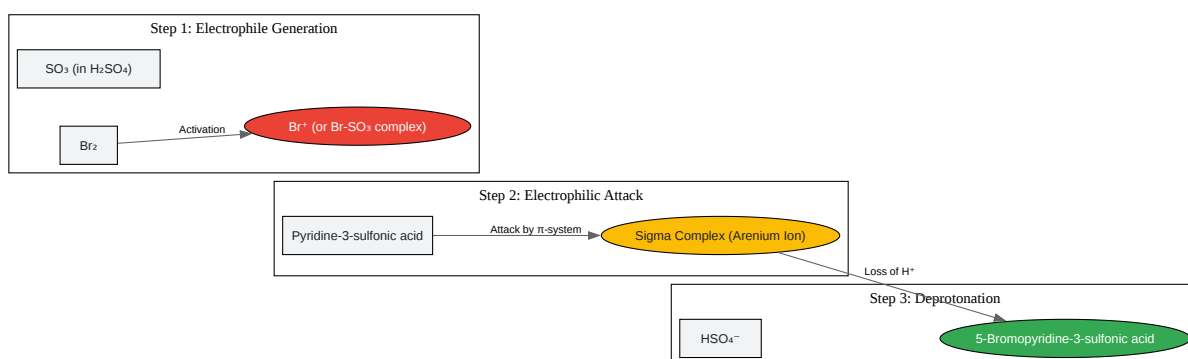 Step 1: Electrophile Generation
SO₃ (in H₂SO₄)
Br₂
Activation
Br⁺ (or Br-SO₃ complex)
Step 2: Electrophilic Attack
Pyridine-3-sulfonic acid
Attack by π-system
Sigma Complex (Arenium Ion)
Loss of H⁺
Step 3: Deprotonation
HSO₄⁻
5-Bromopyridine-3-sulfonic acid